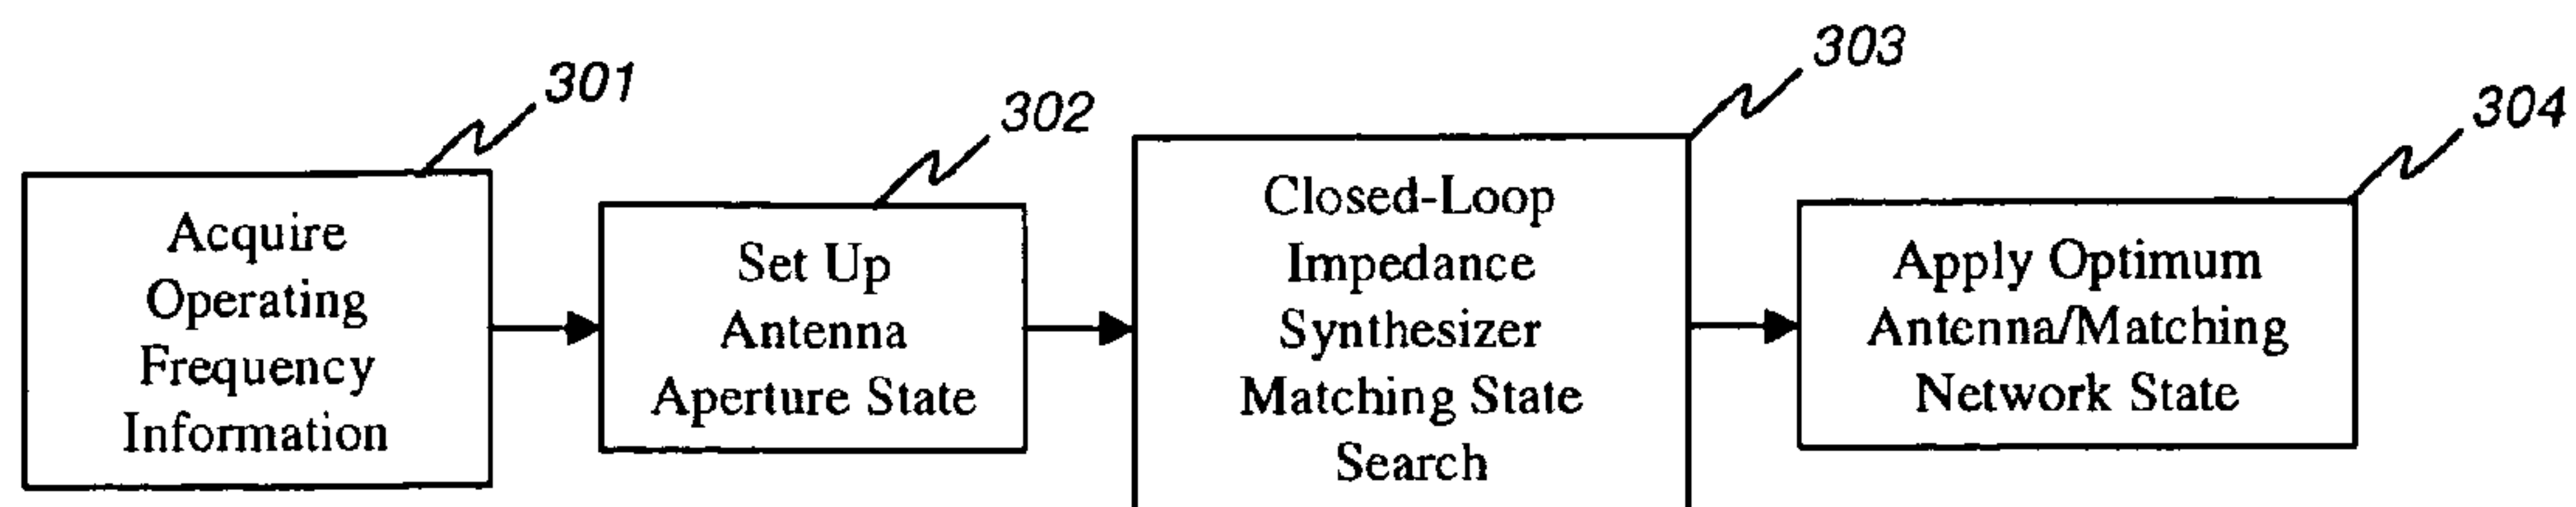 301
Acquire
Operating
Frequency
Information
302
Set Up
Antenna
Aperture State
303
Closed-Loop
Impedance
Synthesizer
Matching State
Search
304
Apply Optimum
Antenna/Matching
Network State